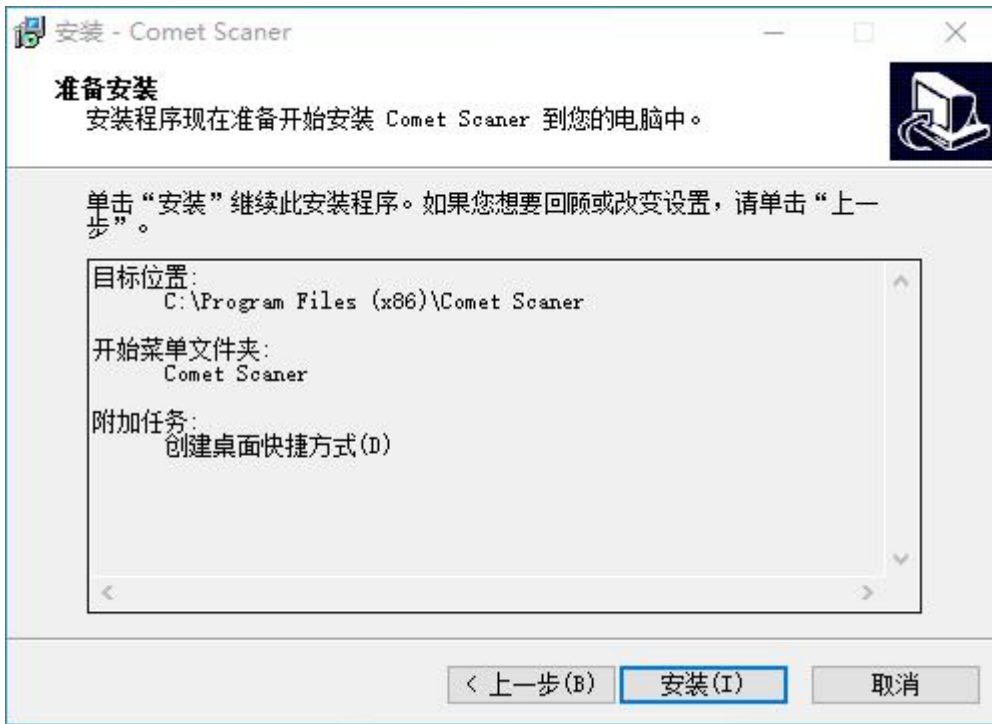 安装 - Comet Scaner
准备安装
安装程序现在准备开始安装 Comet Scaner 到您的电脑中。
单击“安装”继续此安装程序。如果您想要回顾或改变设置，请单击“上一
步”。
目标位置:
C:\Program Files (x86)\Comet Scaner
开始菜单文件夹:
Comet Scaner
附加任务:
创建桌面快捷方式(D)
< 上一步(B)
安装(I)
取消